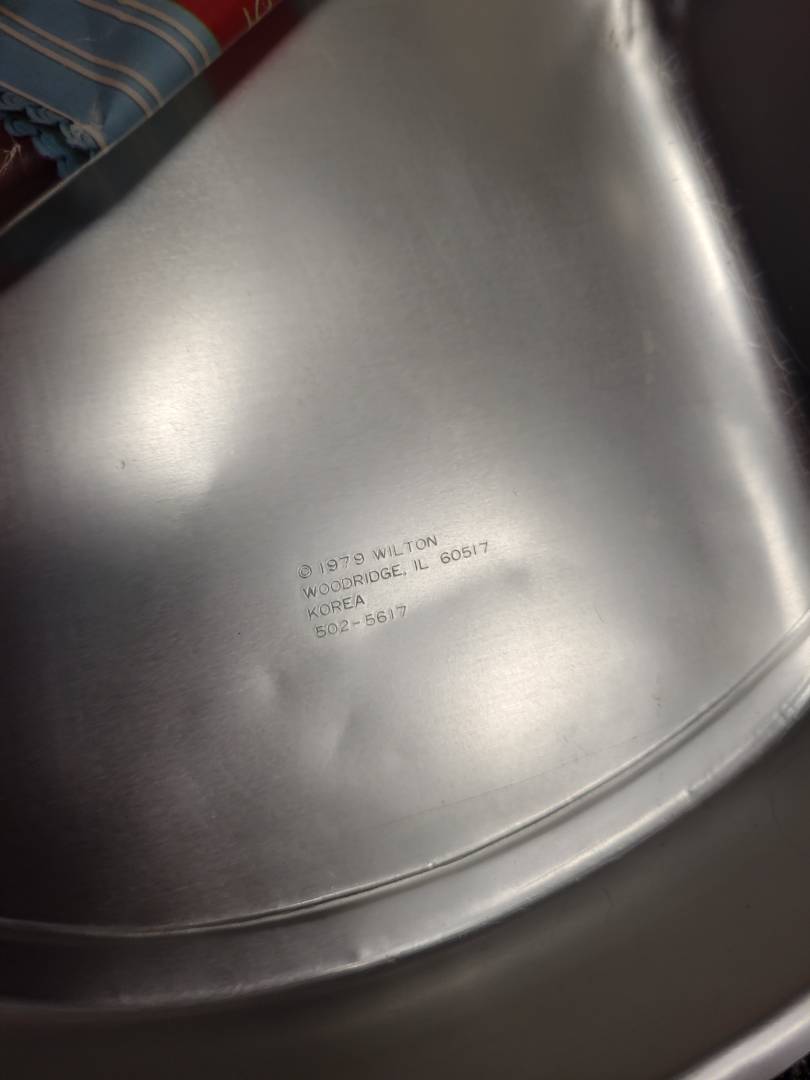 © 1979 WILTON
WOODRIDGE, IL 60517
KOREA
502-5617